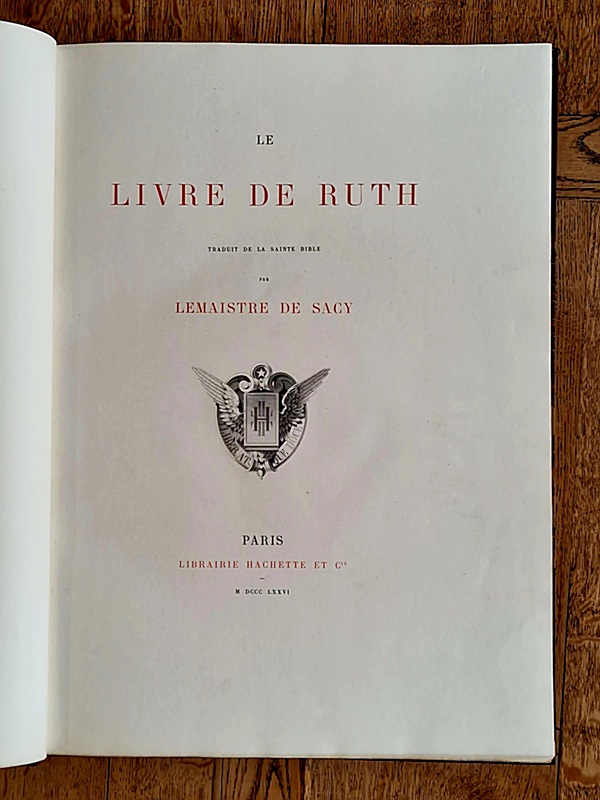 LE
LIVRE DE RUTH
TRADUIT DE LA SAINTE BIBLE
PAR
LEMAISTRE DE SACY
H
PARIS
LIBRAIRIE HACHETTE ET Cie
M DCCC LXXVI